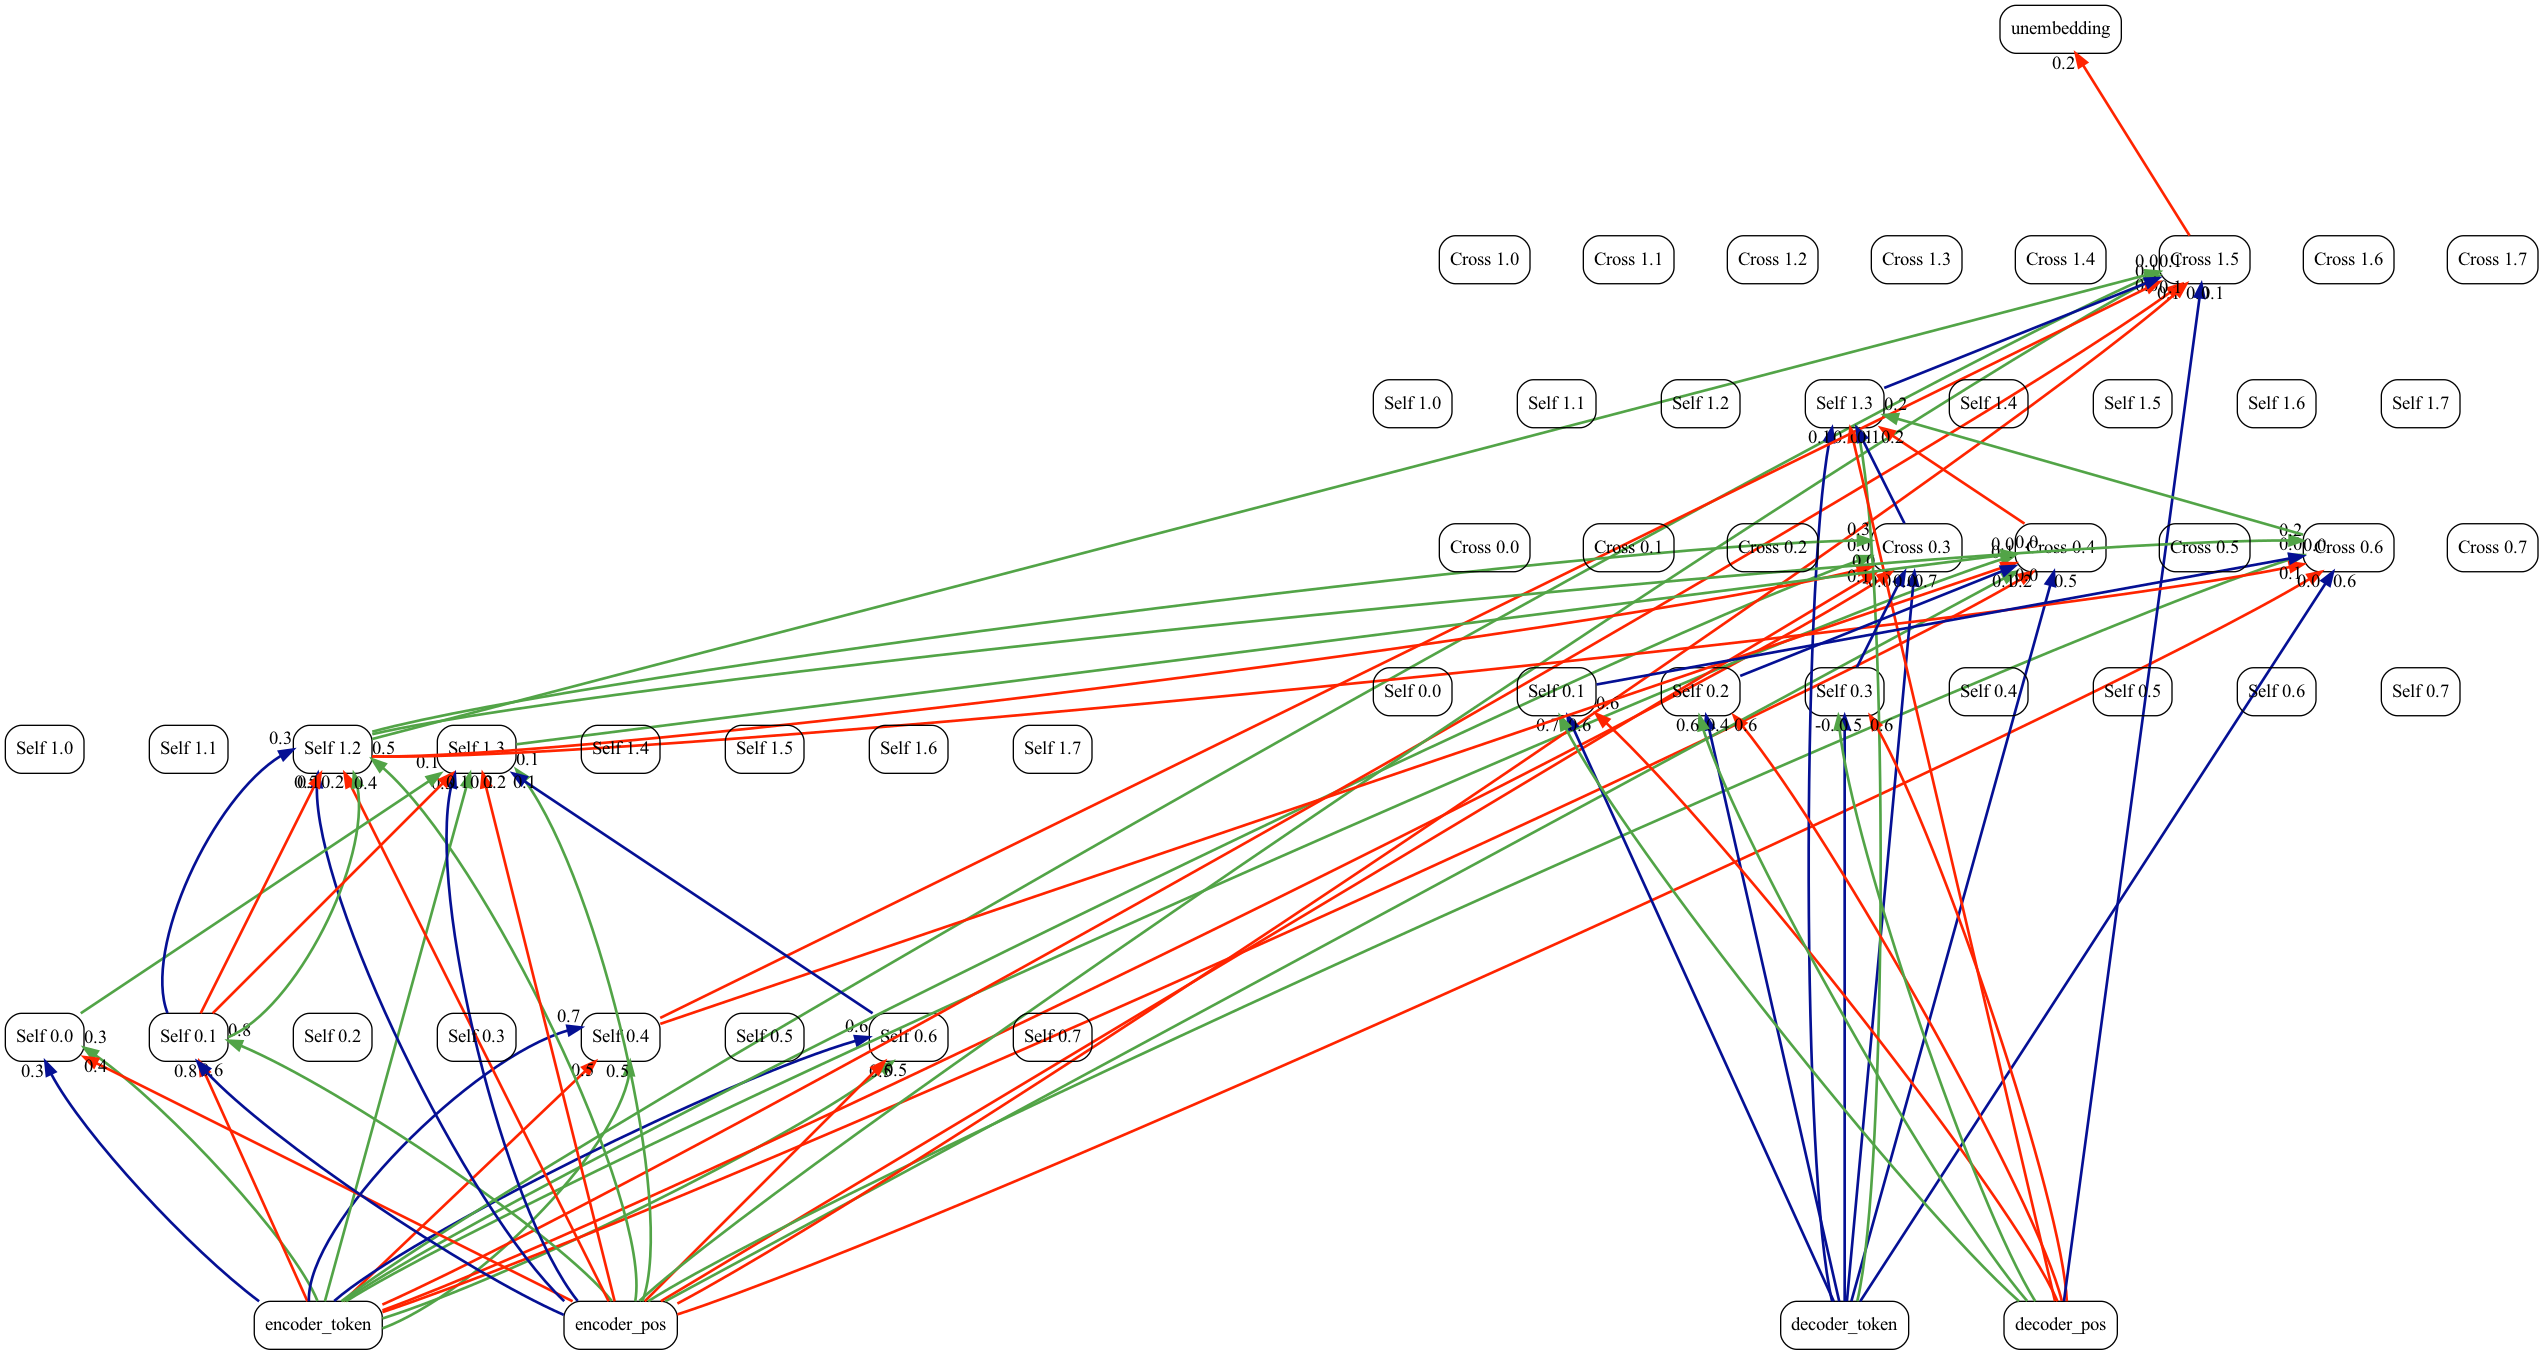 unembedding
0.2
Cross 1.0 Cross 1.1 Cross 1.2 Cross 1.3 Cross 1.4 Cross 1.5 Cross 1.6 Cross 1.7
Self 1.0 Self 1.1 Self 1.2 Self 1.3 Self 1.4 Self 1.5 Self 1.6 Self 1.7
0.2
0.2
0.3 0.2
Cross 0.0 Cross 0.1 Cross 0.2 Cross 0.3 Cross 0.4 Cross 0.5 Cross 0.6 Cross 0.7
0.5 0.6
Self 0.0 Self 0.1 Self 0.2 Self 0.3 Self 0.4 Self 0.5 Self 0.6 Self 0.7
0.6
0.7 0.6 0.6 0.4 0.6 0.6
Self 1.0 Self 1.1 Self 1.2 Self 1.3 Self 1.4 Self 1.5 Self 1.6 Self 1.7
0.3 0.5 0.1 0.1
0.2 0.4 0.2 0.1
0.7 0.6
Self 0.0 Self 0.1 Self 0.2 Self 0.3 Self 0.4 Self 0.5 Self 0.6 Self 0.7
0.3 0.8
0.3 0.4 0.8 0.5 0.5 0.5
encoder_token encoder_pos decoder_token decoder_pos